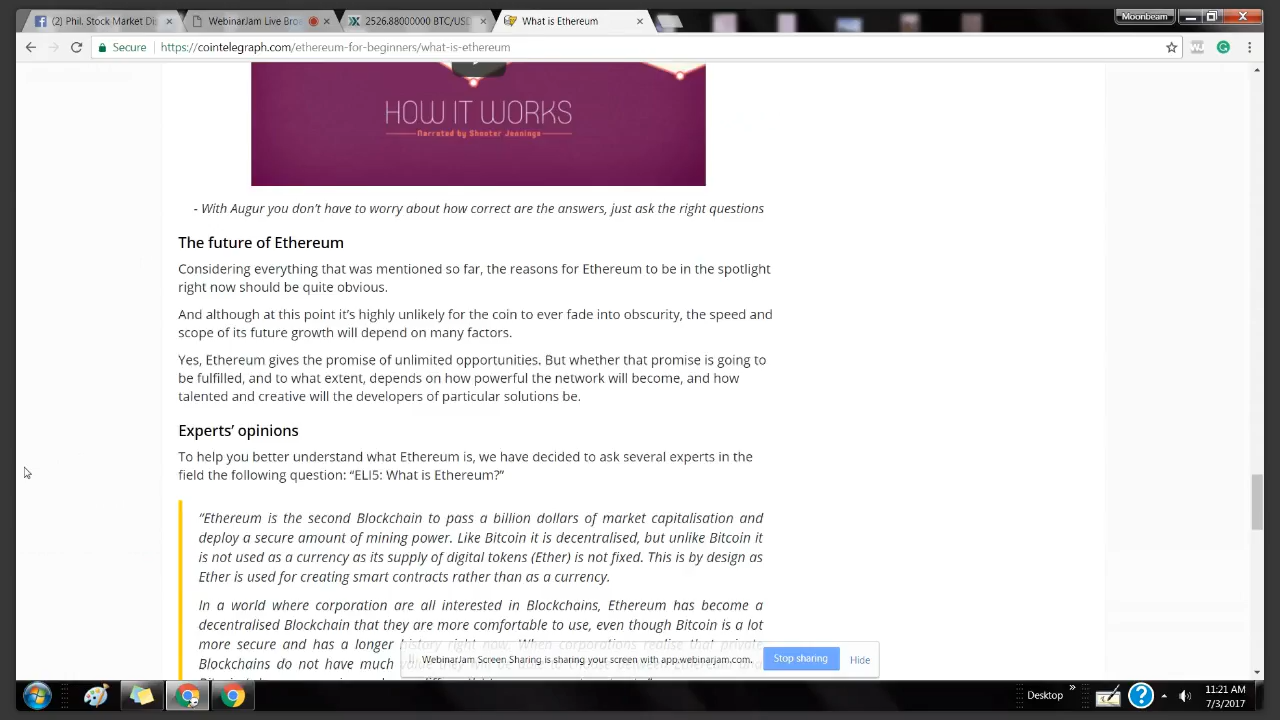 (2) Phil. Stock Market Di
WebinarJam Live Bro
2526.88000000 BTC/USD
What is Ethereum
Moonbeam
Secure
https://cointelegraph.com/ethereum-for-beginners/what-is-ethereum
HOW IT WORKS
Narrated by Shooter Jennings
- With Augur you don't have to worry about how correct are the answers, just ask the right questions
The future of Ethereum
Considering everything that was mentioned so far, the reasons for Ethereum to be in the spotlight
right now should be quite obvious.
And although at this point it's highly unlikely for the coin to ever fade into obscurity, the speed and
scope of its future growth will depend on many factors.
Yes, Ethereum gives the promise of unlimited opportunities. But whether that promise is going to
be fulfilled, and to what extent, depends on how powerful the network will become, and how
talented and creative will the developers of particular solutions be.
Experts' opinions
To help you better understand what Ethereum is, we have decided to ask several experts in the
field the following question: “ELI5: What is Ethereum?”
“Ethereum is the second Blockchain to pass a billion dollars of market capitalisation and
deploy a secure amount of mining power. Like Bitcoin it is decentralised, but unlike Bitcoin it
is not used as a currency as its supply of digital tokens (Ether) is not fixed. This is by design as
Ether is used for creating smart contracts rather than as a currency.
In a world where corporation are all interested in Blockchains, Ethereum has become a
decentralised Blockchain that they are more comfortable to use, even though Bitcoin is a lot
more secure and has a longer history right now. When corporations realise that private
Blockchains do not have much
WebinarJam Screen Sharing is sharing your screen with app.webinarjam.com.
Stop sharing
Hide
Desktop
11:21 AM
7/3/2017